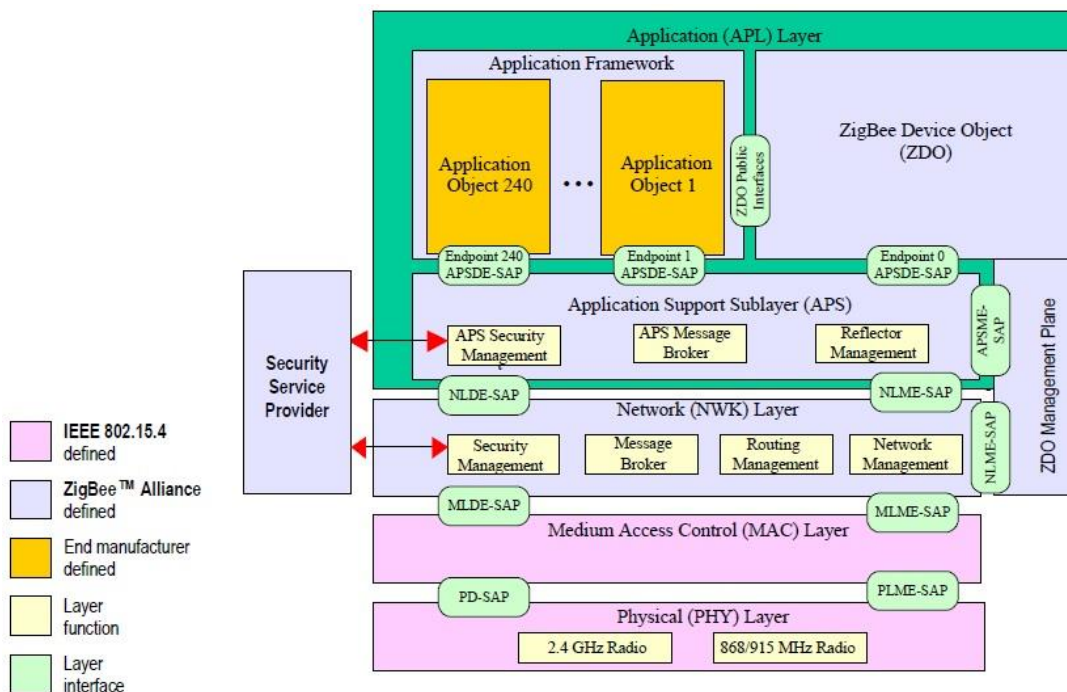 Application (APL) Layer
Application Framework
ZigBee Device Object
(ZDO)
Application
Object 240
...
Application
Object 1
ZDO Public
Interfaces
Endpoint 240
APSDE-SAP
Endpoint 1
APSDE-SAP
Endpoint 0
APSDE-SAP
Application Support Sublayer (APS)
APS Security
Management
APS Message
Broker
Reflector
Management
APSME-
SAP
ZDO Management Plane
Security
Service
Provider
NLDE-SAP
NLME-SAP
Network (NWK) Layer
Security
Management
Message
Broker
Routing
Management
Network
Management
NLME-SAP
MLDE-SAP
MLME-SAP
Medium Access Control (MAC) Layer
PD-SAP
PLME-SAP
Physical (PHY) Layer
2.4 GHz Radio
868/915 MHz Radio
IEEE 802.15.4
defined
ZigBee™ Alliance
defined
End manufacturer
defined
Layer
function
Layer
interface